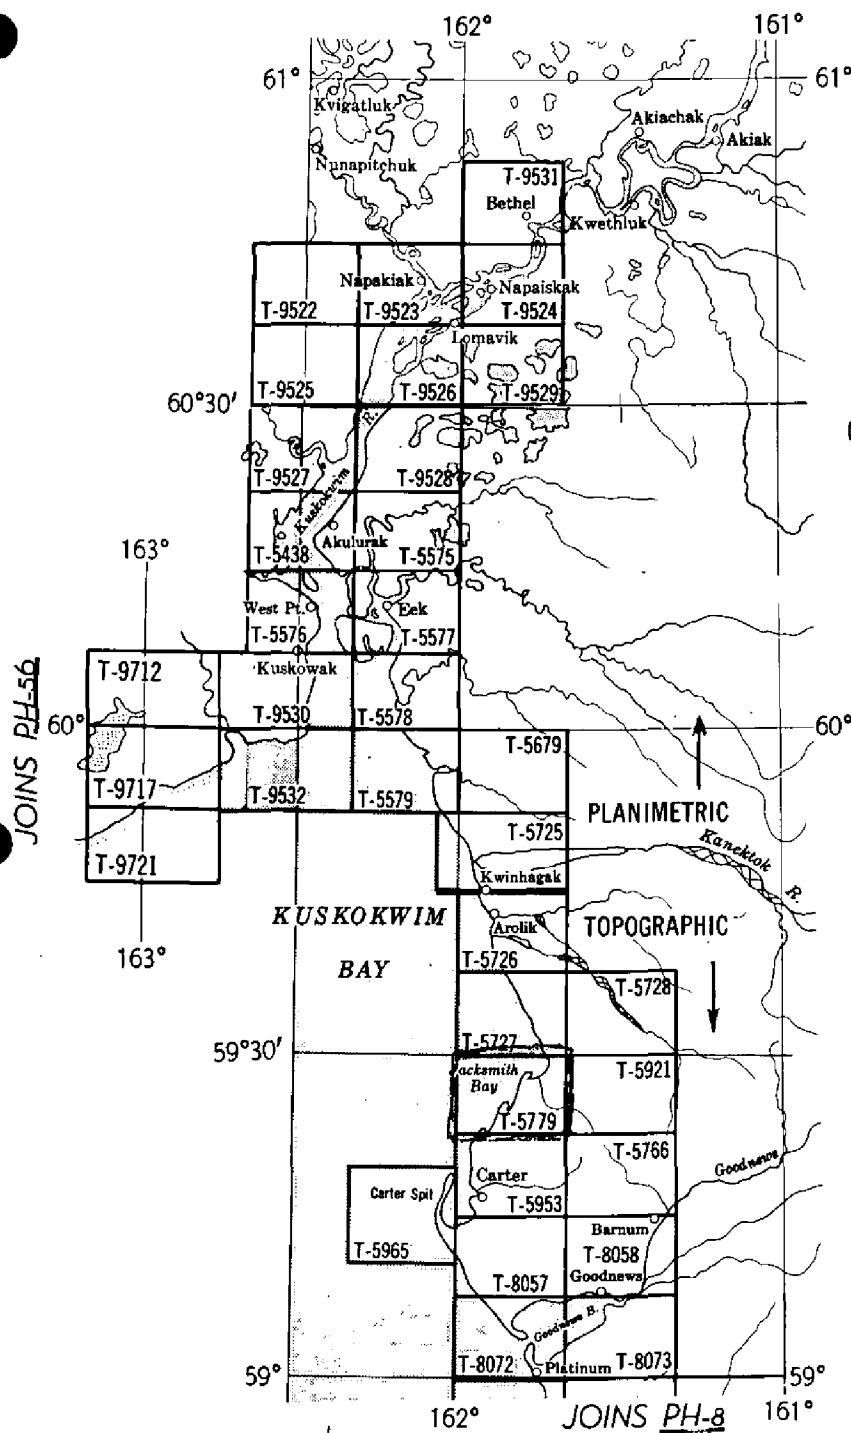 162°
161°
61°
61°
Kvigatluk
Akiachak
Akiak
Nunapitchuk
T-9531
Bethel
Kwethluk
Napakiak
Napaiskak
T-9522
T-9523
T-9524
Lomavik
T-9525
T-9526
T-9529
60°30'
R.
T-9527
T-9528
Kuskokwim
Akulurak
T-5438
T-5575
163°
West Pt.
Eek
T-5576
T-5577
Kuskowak
T-9712
T-9530
T-5578
60°
60°
JOINS PH-56
T-5679
T-9717
T-9532
T-5579
PLANIMETRIC
T-5725
Kanektok
R.
T-9721
Kwinhagak
KUSKOKWIM
BAY
Arolik
TOPOGRAPHIC
163°
T-5726
T-5728
T-5727
59°30'
acksmith
Bay
T-5921
T-5779
T-5766
Goodnews
Carter
Carter Spit
T-5953
Barnum
T-5965
T-8058
T-8057
Goodnews
Goodnews B.
T-8072
Platinum
T-8073
59°
59°
162°
161°
JOINS PH-8